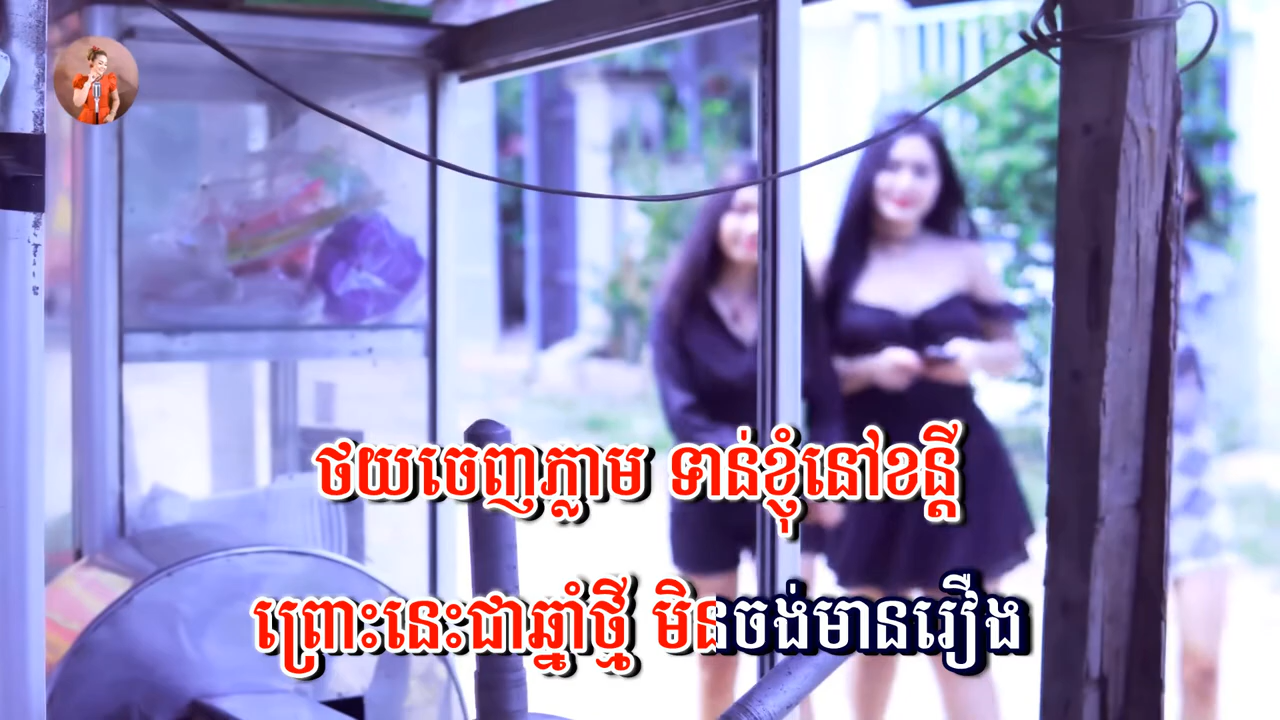 ថយចេញភ្លាម ទាន់ខ្ញុំនៅខន្តី
ព្រោះនេះជាឆ្នាំថ្មី មិនចង់មានរឿង